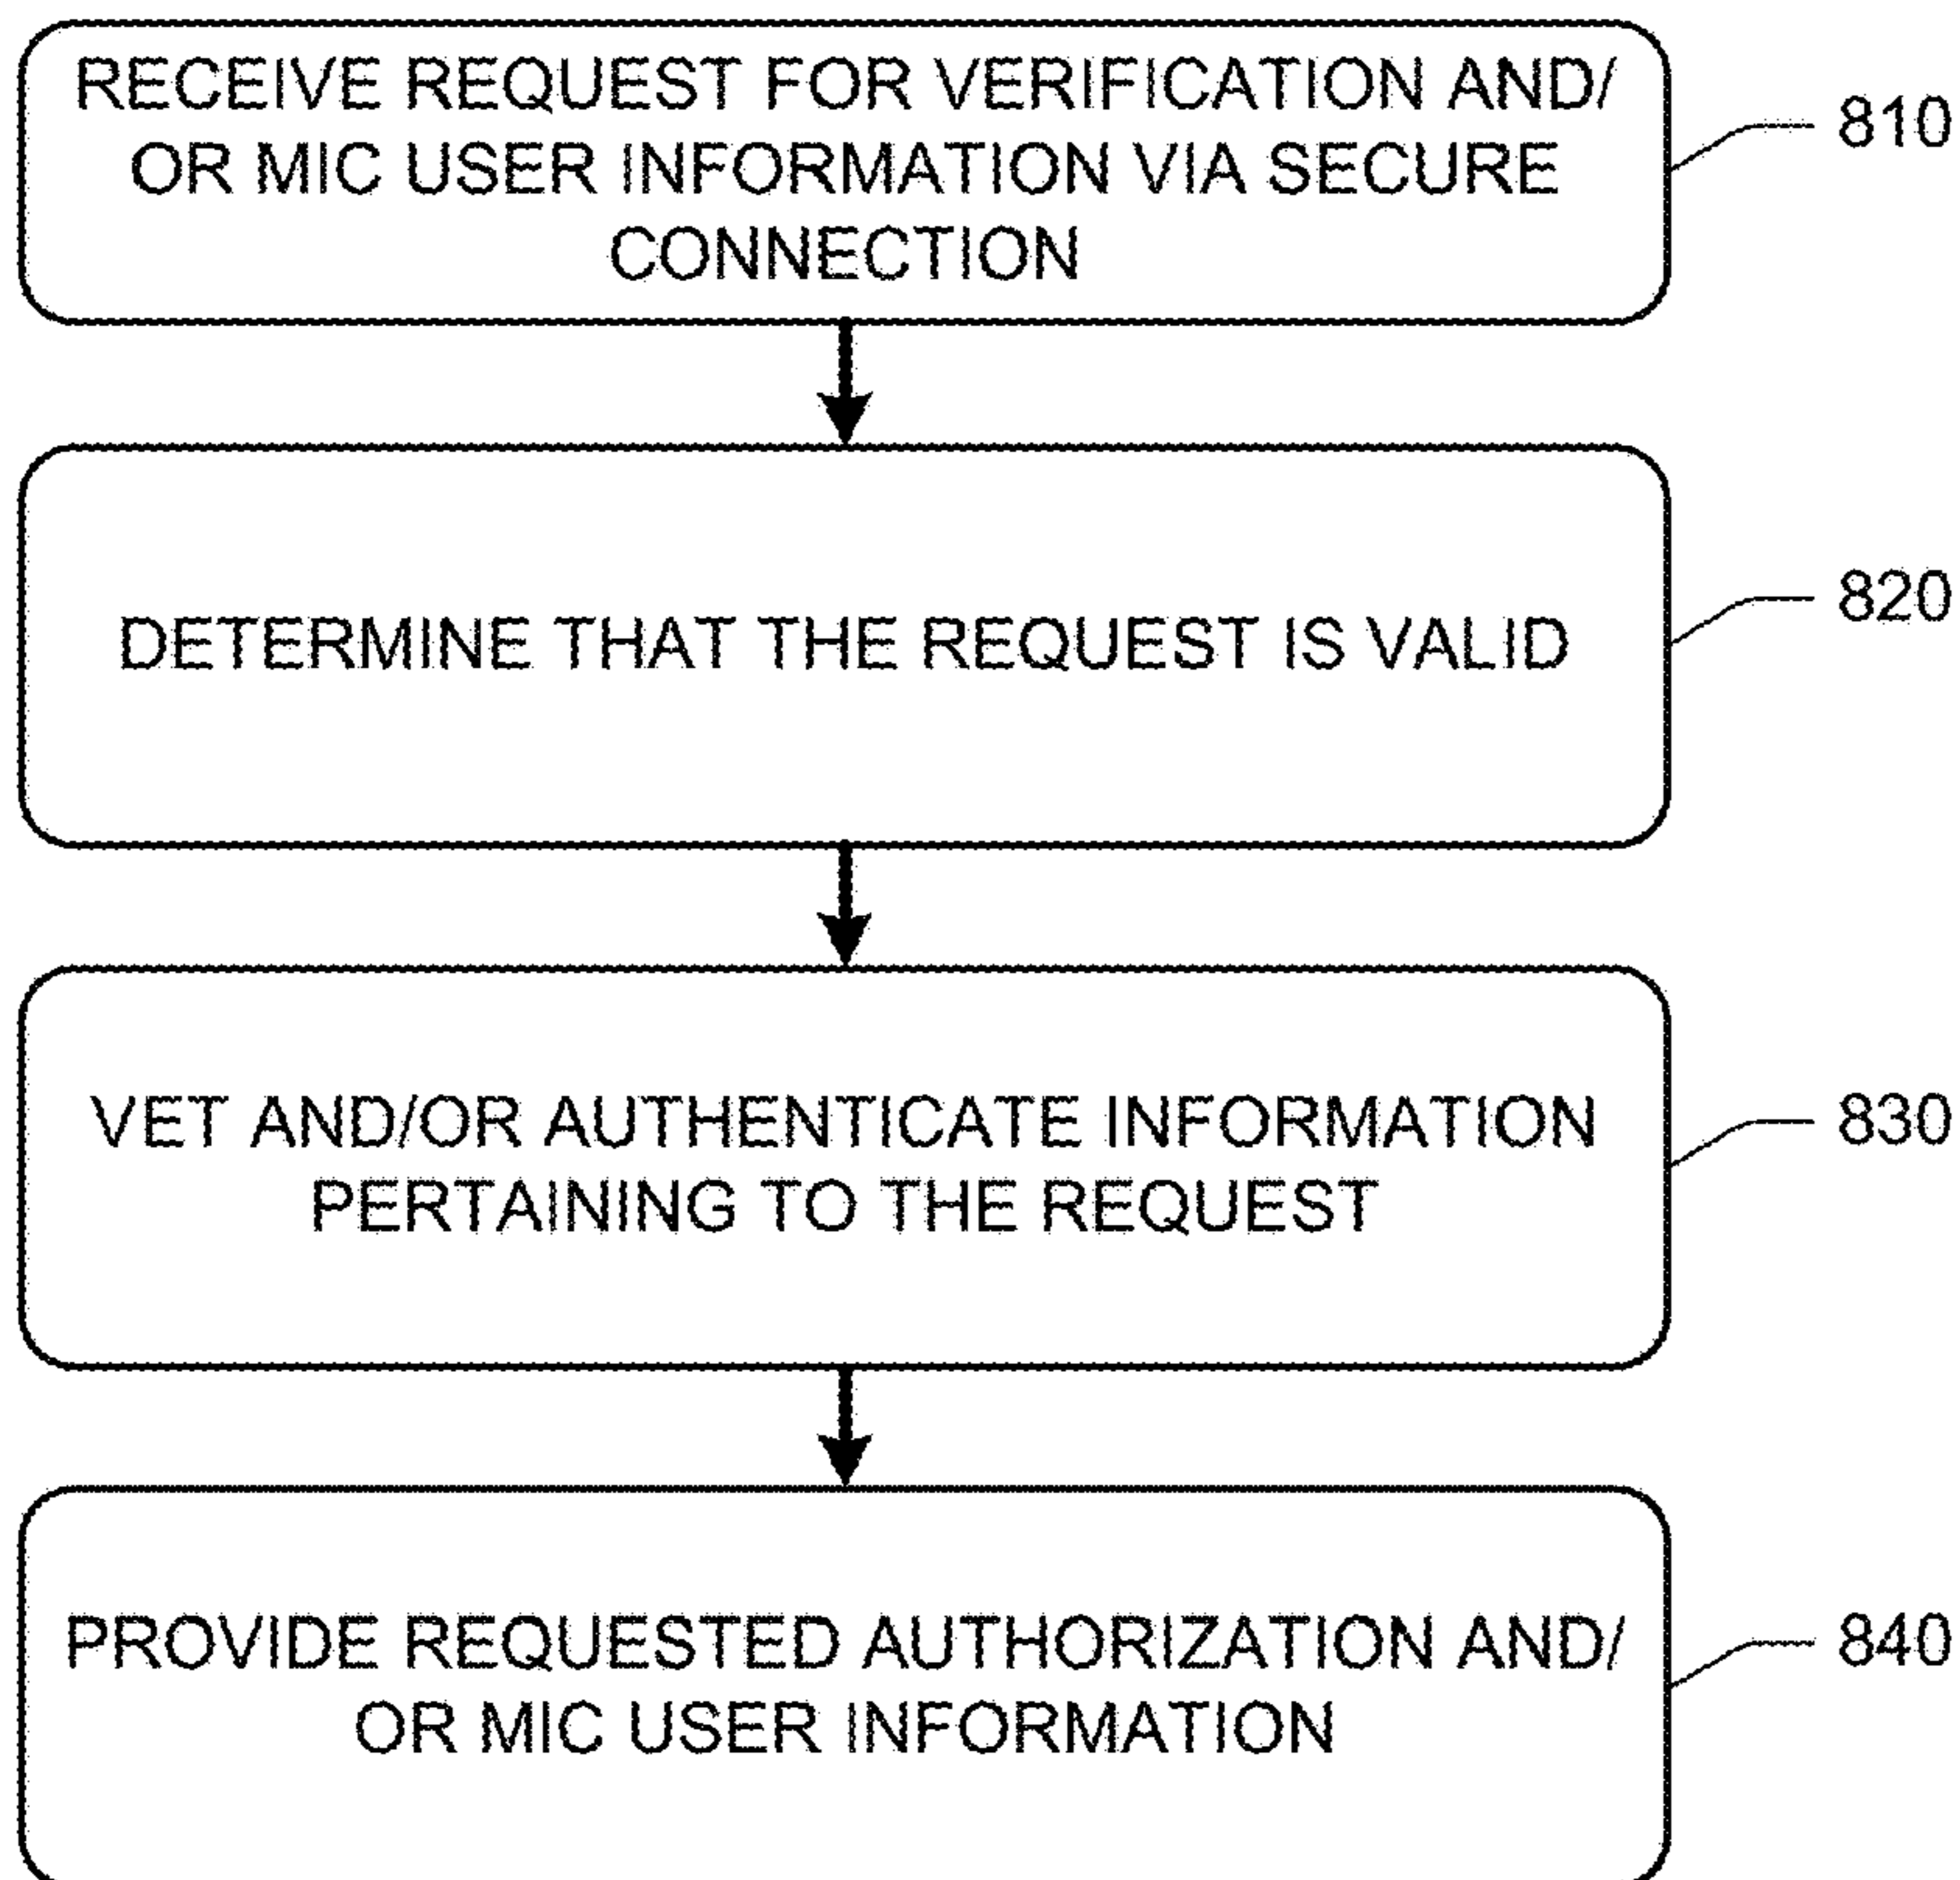 RECEIVE REQUEST FOR VERIFICATION AND/
OR MIC USER INFORMATION VIA SECURE
CONNECTION
810
DETERMINE THAT THE REQUEST IS VALID
820
VET AND/OR AUTHENTICATE INFORMATION
PERTAINING TO THE REQUEST
830
PROVIDE REQUESTED AUTHORIZATION AND/
OR MIC USER INFORMATION
840